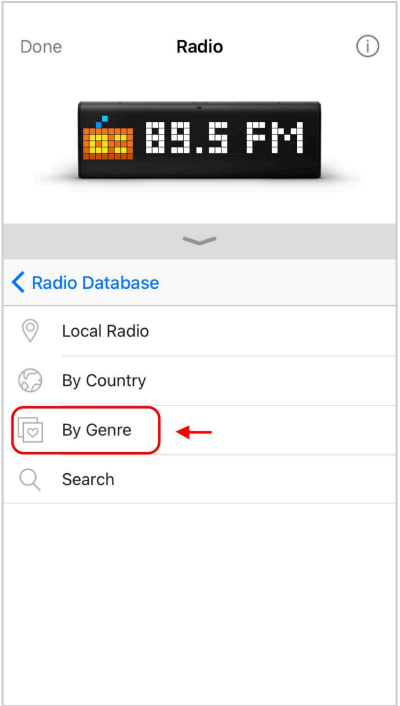 Done
Radio
89.5 FM
Radio Database
Local Radio
By Country
By Genre
Search